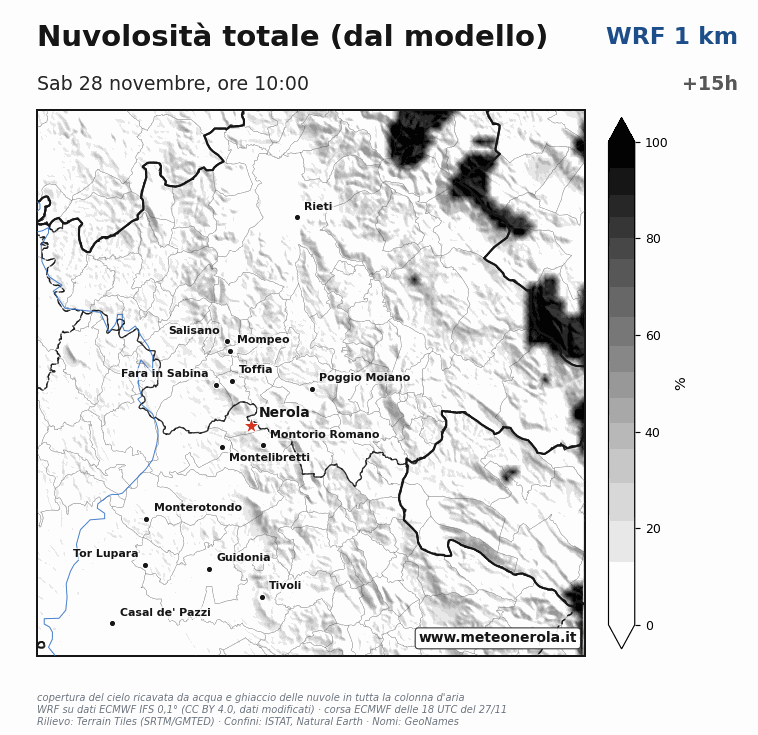 Nuvolosità totale (dal modello)
WRF 1 km
Sab 28 novembre, ore 10:00
+15h
Rieti
Salisano
Mompeo
Fara in Sabina
Toffia
Poggio Moiano
Nerola
Montorio Romano
Montelibretti
Monterotondo
Tor Lupara
Guidonia
Tivoli
Casal de' Pazzi
www.meteonerola.it
100
80
60
%
40
20
0
copertura del cielo ricavata da acqua e ghiaccio delle nuvole in tutta la colonna d'aria
WRF su dati ECMWF IFS 0,1° (CC BY 4.0, dati modificati) · corsa ECMWF delle 18 UTC del 27/11
Rilievo: Terrain Tiles (SRTM/GMTED) · Confini: ISTAT, Natural Earth · Nomi: GeoNames